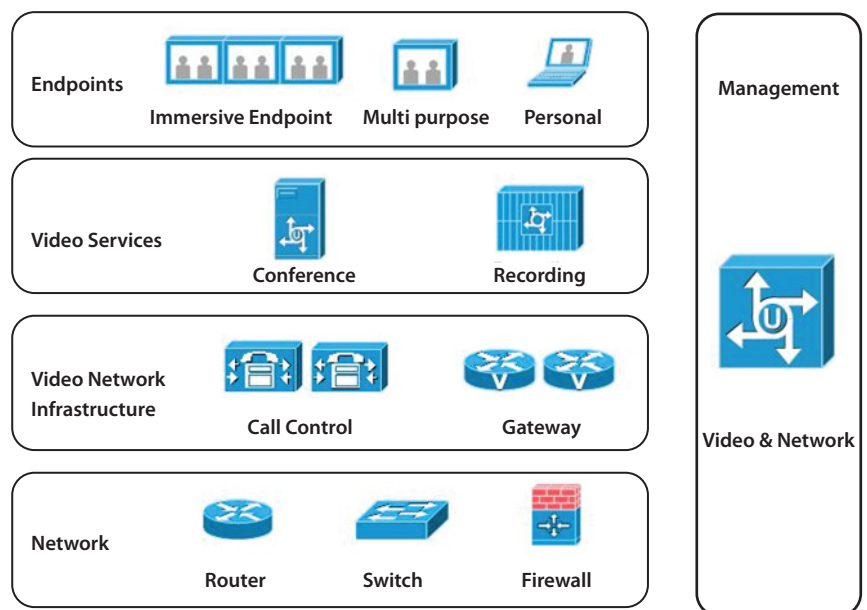 Endpoints
Immersive Endpoint
Multi purpose
Personal
Video Services
Conference
Recording
Video Network
Infrastructure
Call Control
Gateway
V
V
Network
Router
Switch
Firewall
Management
U
Video & Network